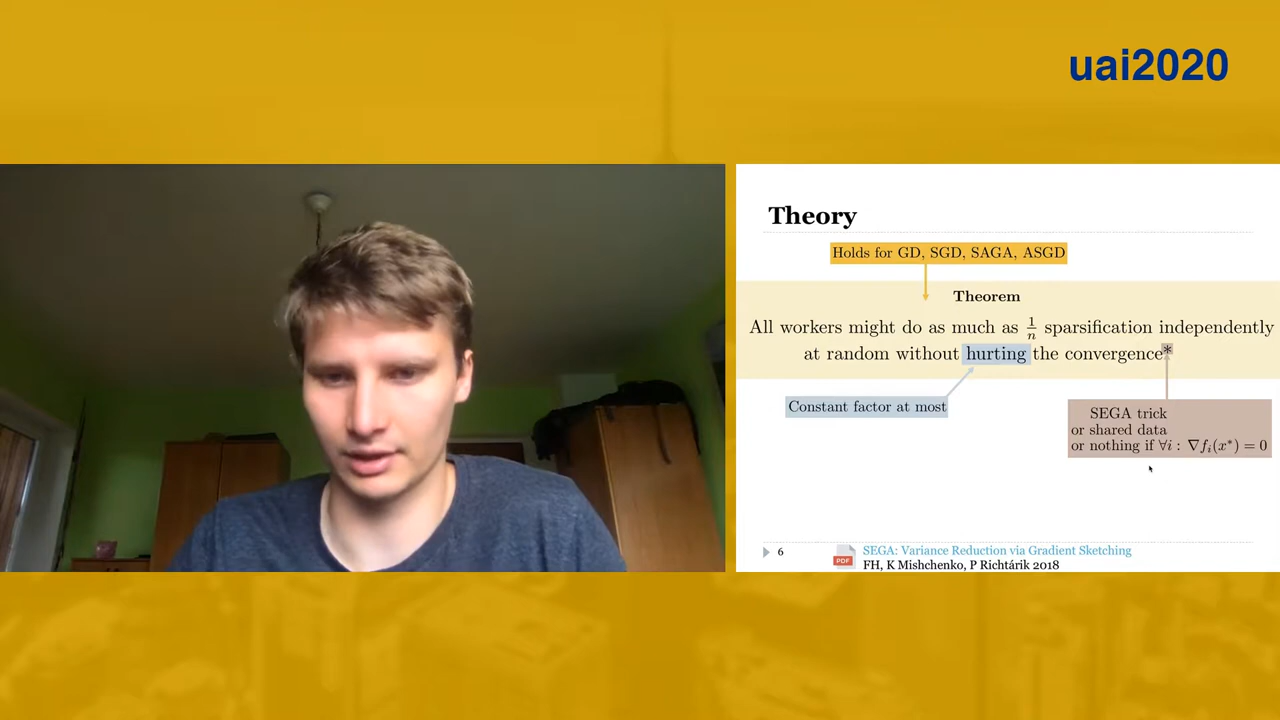 uai2020
Theory
Holds for GD, SGD, SAGA, ASGD
Theorem
All workers might do as much as 1/n sparsification independently
at random without hurting the convergence*
Constant factor at most
SEGA trick
or shared data
or nothing if ∀i : ∇fᵢ(x*) = 0
6
PDF
SEGA: Variance Reduction via Gradient Sketching
FH, K Mishchenko, P Richtárik 2018